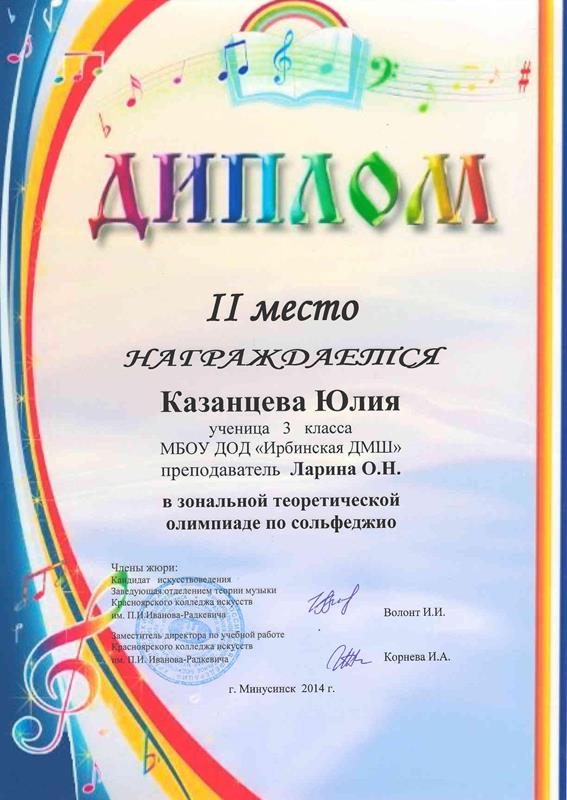 ДИПЛОМ
II место
НАГРАЖДАЕТСЯ
Казанцева Юлия
ученица 3 класса
МБОУ ДОД «Ирбинская ДМШ»
преподаватель Ларина О.Н.
в зональной теоретической
олимпиаде по сольфеджио
Члены жюри:
Кандидат искусствоведения
Заведующая отделением теории музыки
Красноярского колледжа искусств
им. П.И.Иванова-Радкевича
Волонт И.И.
Заместитель директора по учебной работе
Красноярского колледжа искусств
им. П.И. Иванова-Радкевича
Корнева И.А.
г. Минусинск 2014 г.